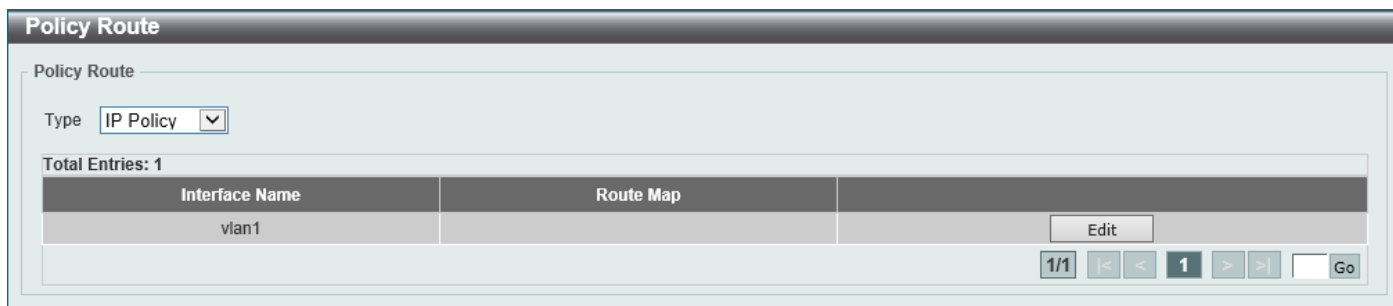 Policy Route
Policy Route
Type IP Policy
Total Entries: 1
Interface Name Route Map
vlan1 Edit
1/1 |< < 1 > >| Go